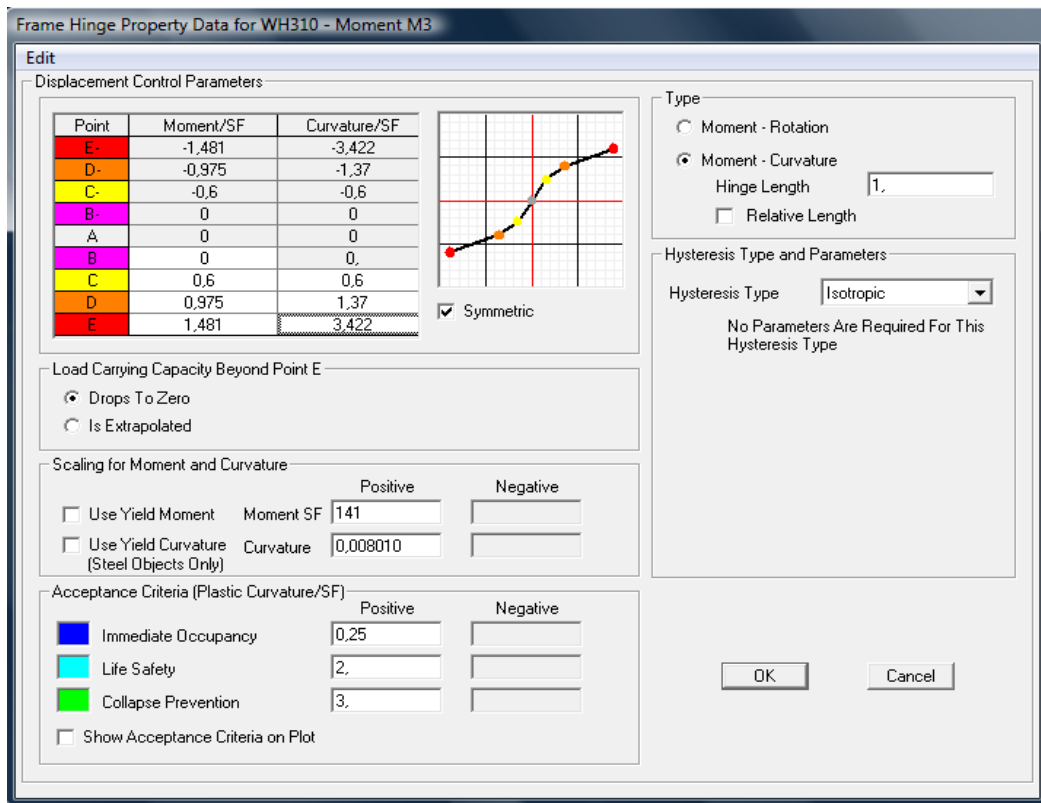 Frame Hinge Property Data for WH310 - Moment M3
Edit
Displacement Control Parameters
Point Moment/SF Curvature/SF
E- -1,481 -3,422
D- -0,975 -1,37
C- -0,6 -0,6
B- 0 0
A 0 0
B 0 0,
C 0,6 0,6
D 0,975 1,37
E 1,481 3,422
Symmetric
Load Carrying Capacity Beyond Point E
Drops To Zero
Is Extrapolated
Scaling for Moment and Curvature
Positive Negative
Use Yield Moment Moment SF 141
Use Yield Curvature Curvature 0,008010
(Steel Objects Only)
Acceptance Criteria (Plastic Curvature/SF)
Positive Negative
Immediate Occupancy 0,25
Life Safety 2,
Collapse Prevention 3,
Show Acceptance Criteria on Plot
Type
Moment - Rotation
Moment - Curvature
Hinge Length 1,
Relative Length
Hysteresis Type and Parameters
Hysteresis Type Isotropic
No Parameters Are Required For This
Hysteresis Type
OK Cancel